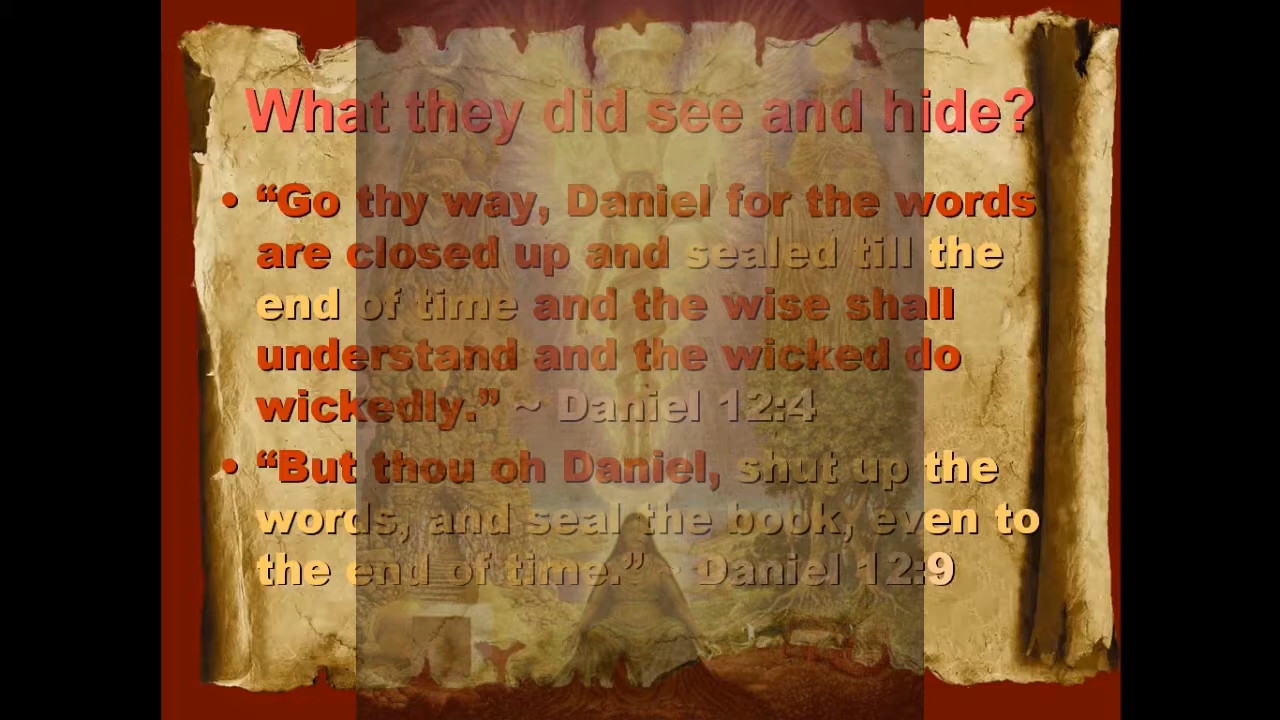 What they did see and hide?
• “Go thy way, Daniel for the words
are closed up and sealed till the
end of time and the wise shall
understand and the wicked do
wickedly.” ~ Daniel 12:4
• “But thou oh Daniel, shut up the
words, and seal the book, even to
the end of time.” ~ Daniel 12:9